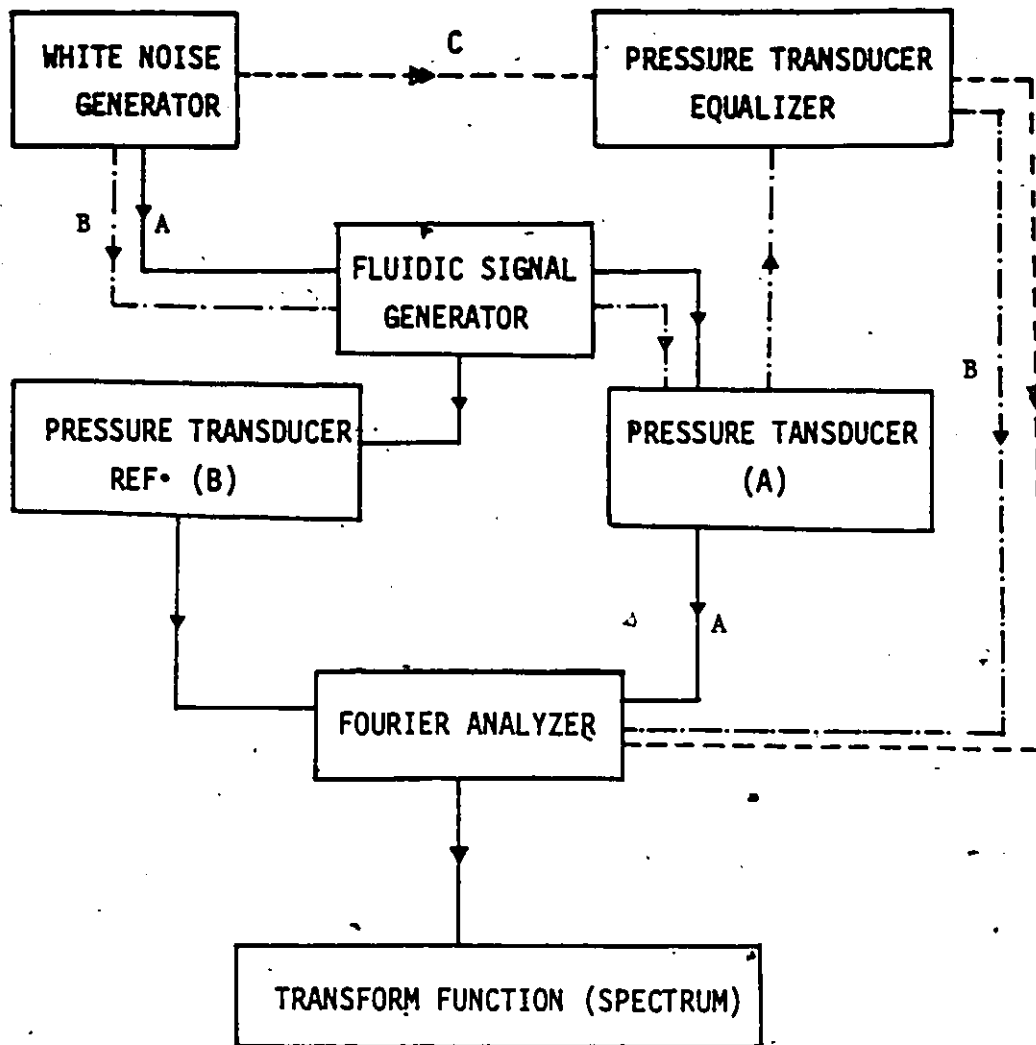 WHITE NOISE
GENERATOR
C
PRESSURE TRANSDUCER
EQUALIZER
B
A
FLUIDIC SIGNAL
GENERATOR
B
PRESSURE TRANSDUCER
REF. (B)
PRESSURE TANSDUCER
(A)
A
FOURIER ANALYZER
TRANSFORM FUNCTION (SPECTRUM)